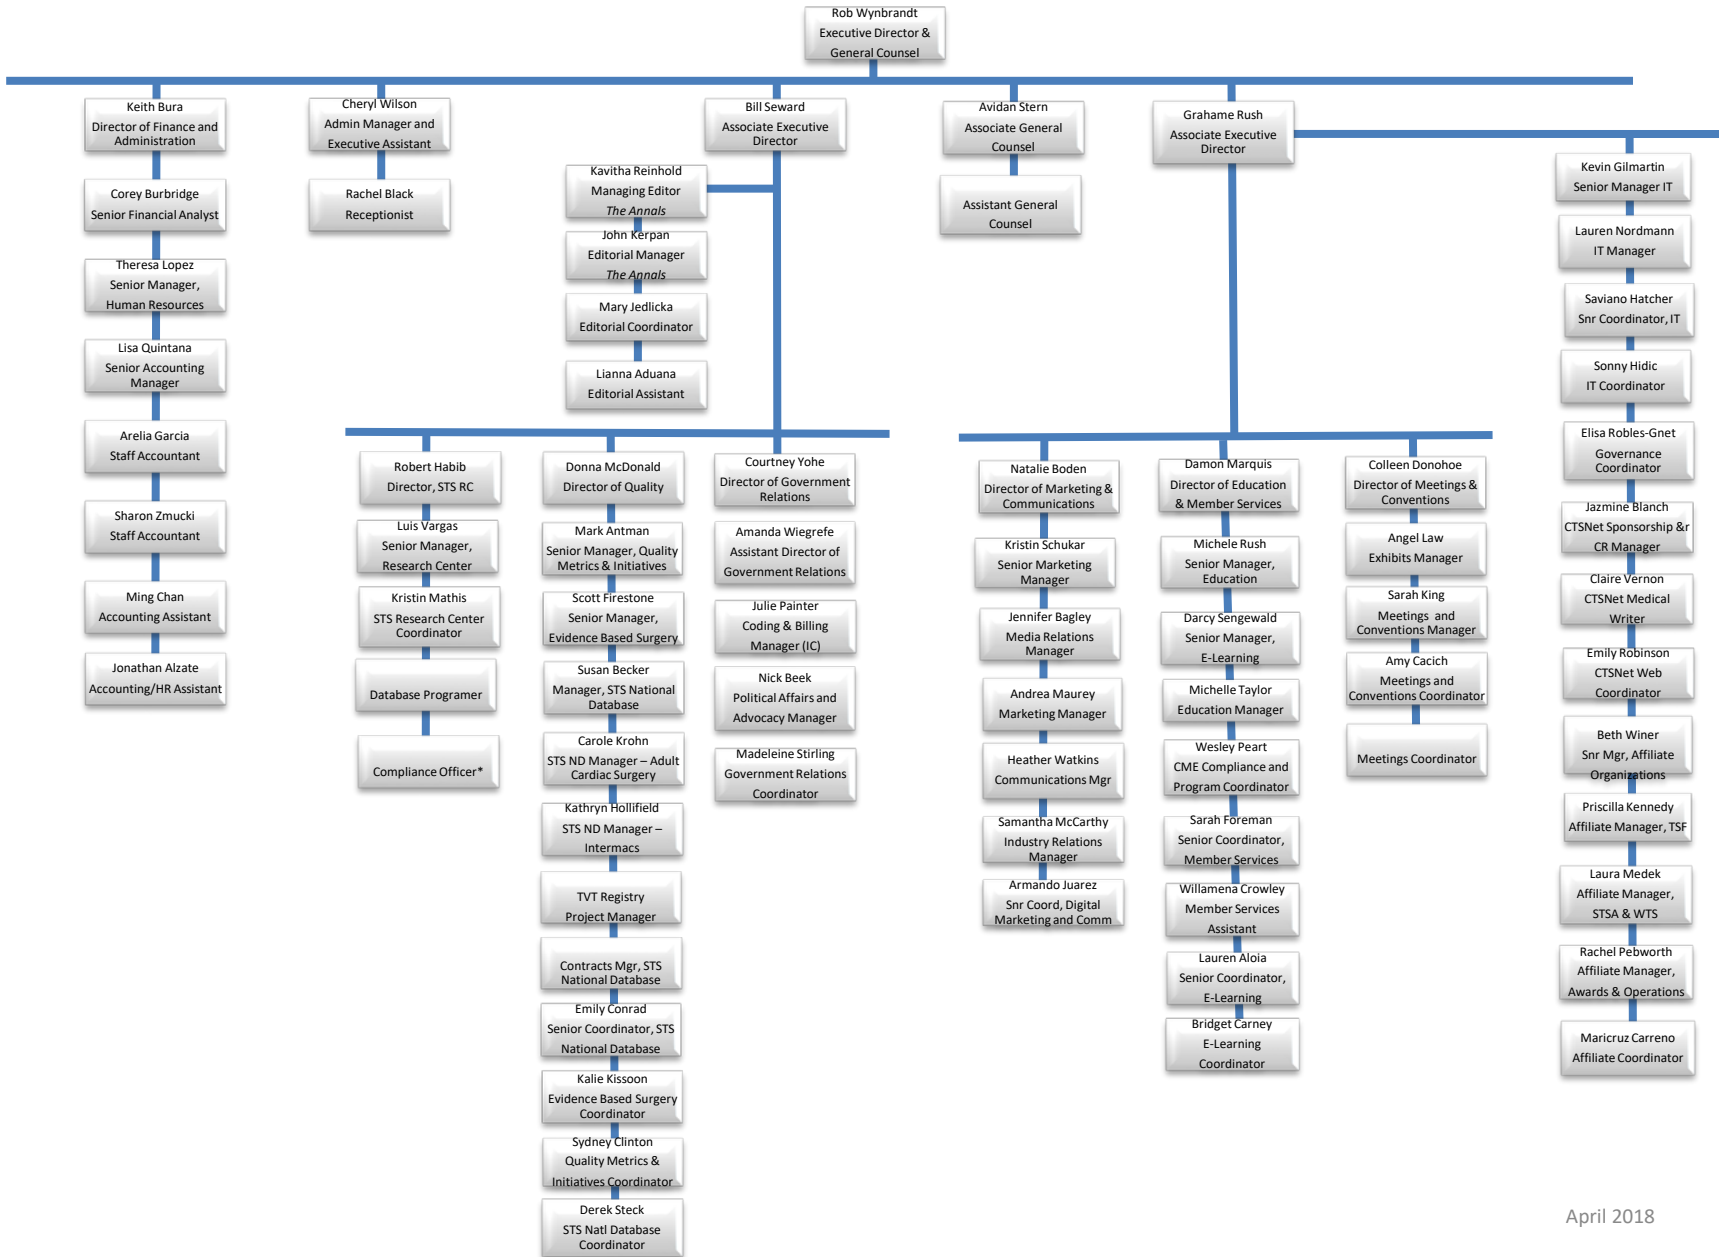 Rob Wynbrandt
Executive Director &
General Counsel
Keith Bura
Director of Finance and
Administration
Corey Burbridge
Senior Financial Analyst
Theresa Lopez
Senior Manager,
Human Resources
Lisa Quintana
Senior Accounting
Manager
Arelia Garcia
Staff Accountant
Sharon Zmucki
Staff Accountant
Ming Chan
Accounting Assistant
Jonathan Alzate
Accounting/HR Assistant
Cheryl Wilson
Admin Manager and
Executive Assistant
Rachel Black
Receptionist
Bill Seward
Associate Executive
Director
Kavitha Reinhold
Managing Editor
The Annals
John Kerpan
Editorial Manager
The Annals
Mary Jedlicka
Editorial Coordinator
Lianna Aduana
Editorial Assistant
Robert Habib
Director, STS RC
Luis Vargas
Senior Manager,
Research Center
Kristin Mathis
STS Research Center
Coordinator
Database Programer
Compliance Officer*
Donna McDonald
Director of Quality
Mark Antman
Senior Manager, Quality
Metrics & Initiatives
Scott Firestone
Senior Manager,
Evidence Based Surgery
Susan Becker
Manager, STS National
Database
Carole Krohn
STS ND Manager – Adult
Cardiac Surgery
Kathryn Hollifield
STS ND Manager –
Intermacs
TVT Registry
Project Manager
Contracts Mgr, STS
National Database
Emily Conrad
Senior Coordinator, STS
National Database
Kalie Kissoon
Evidence Based Surgery
Coordinator
Sydney Clinton
Quality Metrics &
Initiatives Coordinator
Derek Steck
STS Natl Database
Coordinator
Courtney Yohe
Director of Government
Relations
Amanda Wiegrefe
Assistant Director of
Government Relations
Julie Painter
Coding & Billing
Manager (IC)
Nick Beek
Political Affairs and
Advocacy Manager
Madeleine Stirling
Government Relations
Coordinator
Avidan Stern
Associate General
Counsel
Assistant General
Counsel
Grahame Rush
Associate Executive
Director
Natalie Boden
Director of Marketing &
Communications
Kristin Schukar
Senior Marketing
Manager
Jennifer Bagley
Media Relations
Manager
Andrea Maurey
Marketing Manager
Heather Watkins
Communications Mgr
Samantha McCarthy
Industry Relations
Manager
Armando Juarez
Snr Coord, Digital
Marketing and Comm
Damon Marquis
Director of Education
& Member Services
Michele Rush
Senior Manager,
Education
Darcy Sengewald
Senior Manager,
E-Learning
Michelle Taylor
Education Manager
Wesley Peart
CME Compliance and
Program Coordinator
Sarah Foreman
Senior Coordinator,
Member Services
Willamena Crowley
Member Services
Assistant
Lauren Aloia
Senior Coordinator,
E-Learning
Bridget Carney
E-Learning
Coordinator
Colleen Donohoe
Director of Meetings &
Conventions
Angel Law
Exhibits Manager
Sarah King
Meetings and
Conventions Manager
Amy Cacich
Meetings and
Conventions Coordinator
Meetings Coordinator
Kevin Gilmartin
Senior Manager IT
Lauren Nordmann
IT Manager
Saviano Hatcher
Snr Coordinator, IT
Sonny Hidic
IT Coordinator
Elisa Robles-Gnet
Governance
Coordinator
Jazmine Blanch
CTSNet Sponsorship &r
CR Manager
Claire Vernon
CTSNet Medical
Writer
Emily Robinson
CTSNet Web
Coordinator
Beth Winer
Snr Mgr, Affiliate
Organizations
Priscilla Kennedy
Affiliate Manager, TSF
Laura Medek
Affiliate Manager,
STSA & WTS
Rachel Pebworth
Affiliate Manager,
Awards & Operations
Maricruz Carreno
Affiliate Coordinator
April 2018